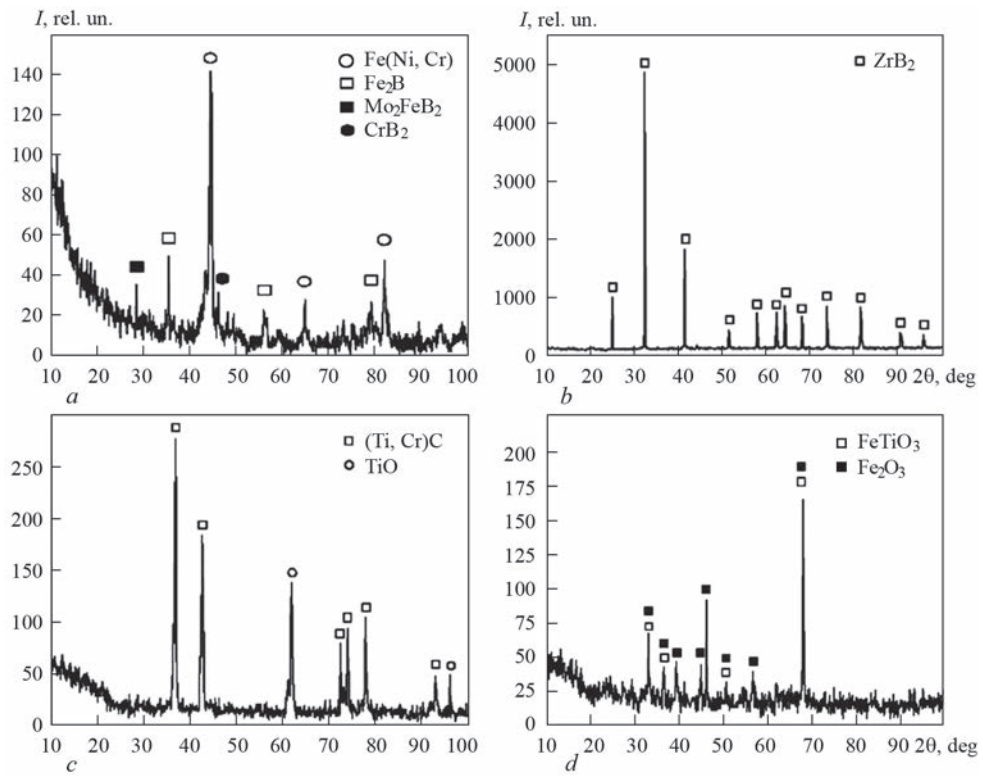 I, rel. un.
140
120
100
80
60
40
20
0
Fe(Ni, Cr)
Fe₂B
Mo₂FeB₂
CrB₂
10 20 30 40 50 60 70 80 90 100
a
I, rel. un.
5000
4000
3000
2000
1000
0
ZrB₂
10 20 30 40 50 60 70 80 90 2θ, deg
b
250
200
150
100
50
0
(Ti, Cr)C
TiO
10 20 30 40 50 60 70 80 90 100
c
200
175
150
125
100
75
50
25
0
FeTiO₃
Fe₂O₃
10 20 30 40 50 60 70 80 90 2θ, deg
d